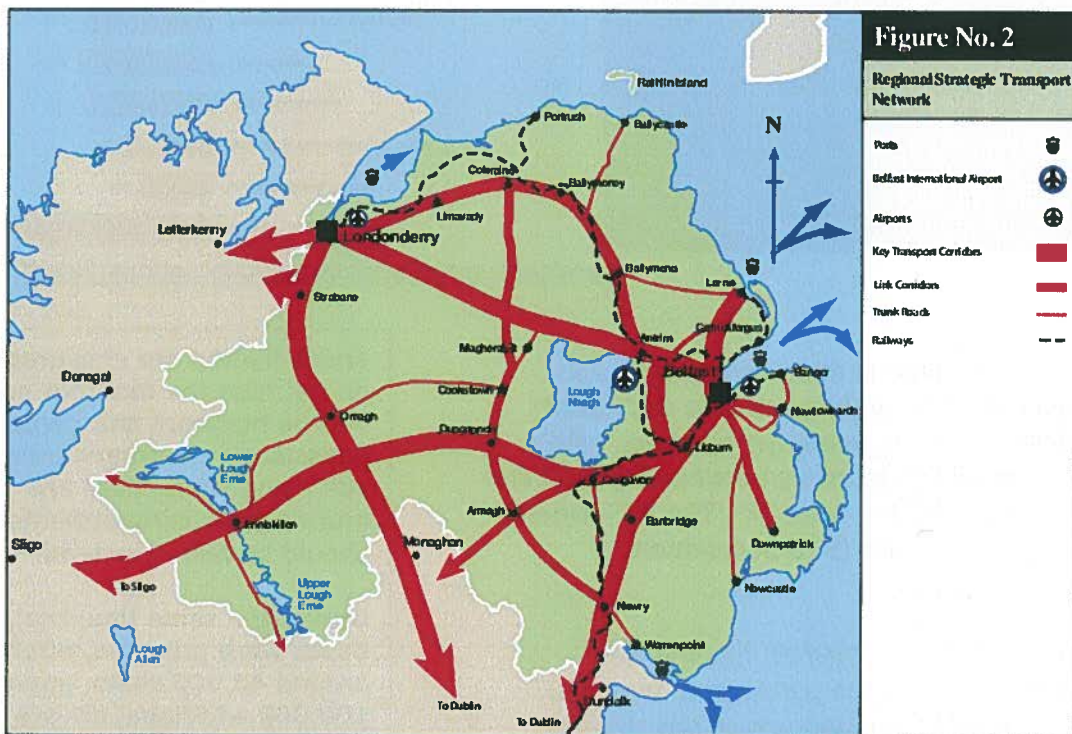 Figure No. 2
Regional Strategic Transport
Network
Ports
Belfast International Airport
Airports
Key Transport Corridors
Link Corridors
Trunk Roads
Railways
N
Rathlin Island
Portrush
Ballycastle
Coleraine
Ballymoney
Limavady
Letterkenny
Londonderry
Strabane
Ballymena
Larne
Carrickfergus
Antrim
Maghera
Belfast
Bangor
Donegal
Cookstown
Lough
Neagh
Newtownards
Omagh
Dungannon
Lisburn
Lower
Lough
Erne
Craigavon
Armagh
Banbridge
Enniskillen
Downpatrick
Sligo
Monaghan
To Sligo
Upper
Lough
Erne
Newcastle
Newry
Warrenpoint
Lough
Allen
Dundalk
To Dublin
To Dublin